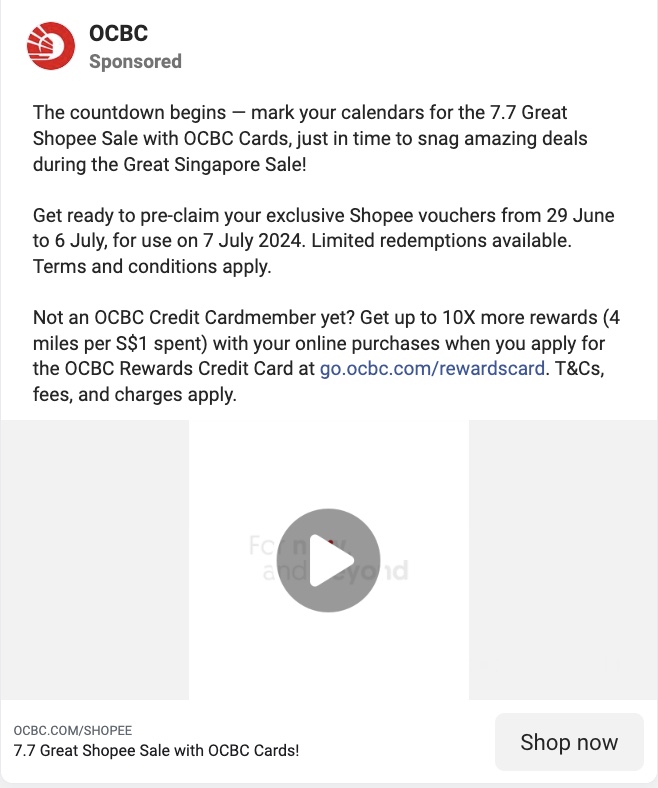 OCBC
Sponsored
The countdown begins — mark your calendars for the 7.7 Great
Shopee Sale with OCBC Cards, just in time to snag amazing deals
during the Great Singapore Sale!
Get ready to pre-claim your exclusive Shopee vouchers from 29 June
to 6 July, for use on 7 July 2024. Limited redemptions available.
Terms and conditions apply.
Not an OCBC Credit Cardmember yet? Get up to 10X more rewards (4
miles per S$1 spent) with your online purchases when you apply for
the OCBC Rewards Credit Card at go.ocbc.com/rewardscard. T&Cs,
fees, and charges apply.
For
and
OCBC.COM/SHOPEE
7.7 Great Shopee Sale with OCBC Cards!
Shop now